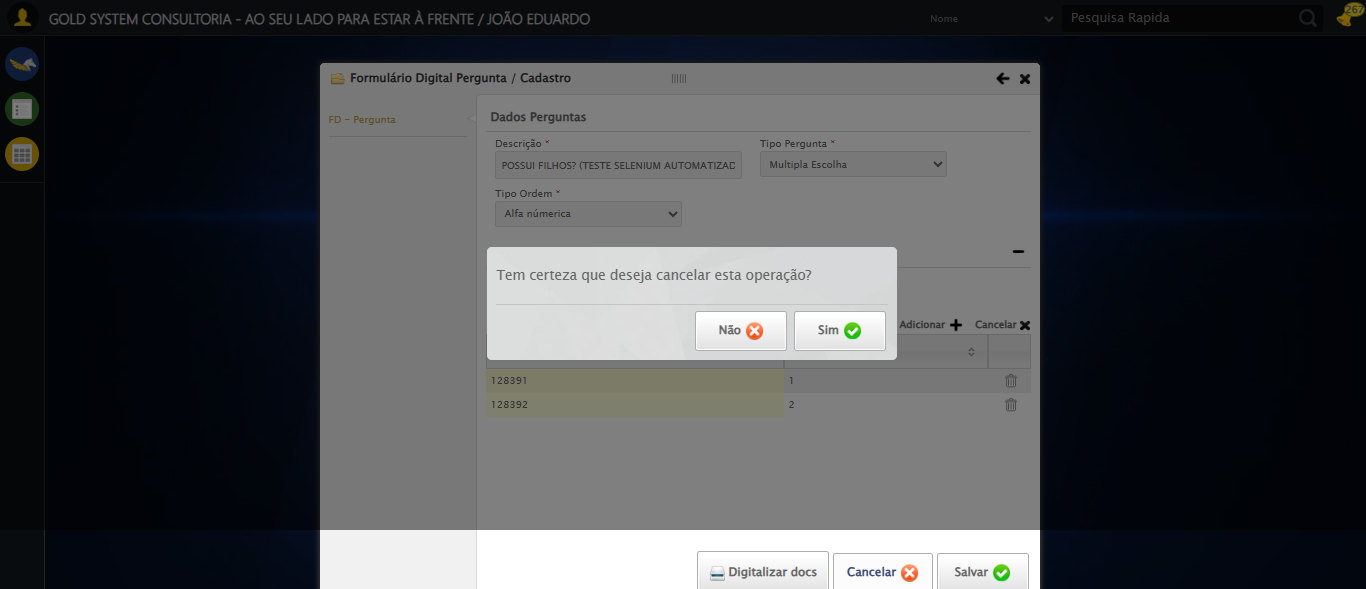 GOLD SYSTEM CONSULTORIA - AO SEU LADO PARA ESTAR À FRENTE / JOÃO EDUARDO
Nome
Pesquisa Rapida
267
Formulário Digital Pergunta / Cadastro
FD - Pergunta
Dados Perguntas
Descrição *
Tipo Pergunta *
POSSUI FILHOS? (TESTE SELENIUM AUTOMATIZAD
Multipla Escolha
Tipo Ordem *
Alfa númerica
Tem certeza que deseja cancelar esta operação?
Não
Sim
Adicionar
Cancelar
128391
1
128392
2
Digitalizar docs
Cancelar
Salvar